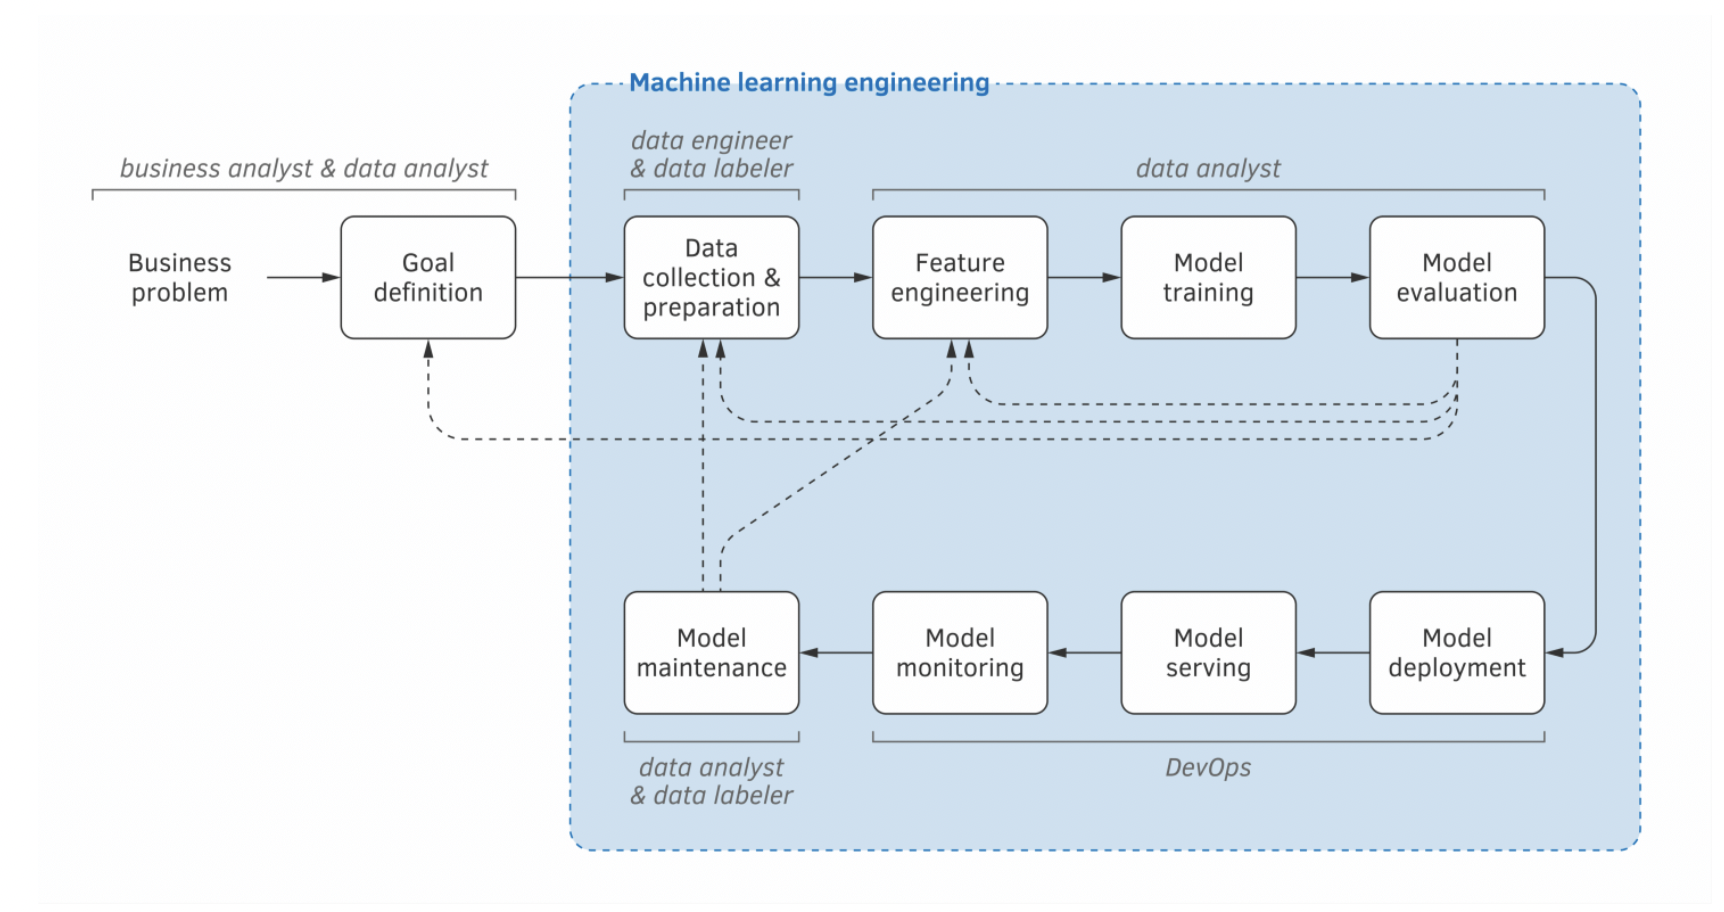 Machine learning engineering
business analyst & data analyst
data engineer
& data labeler
data analyst
Business
problem
Goal
definition
Data
collection &
preparation
Feature
engineering
Model
training
Model
evaluation
Model
maintenance
Model
monitoring
Model
serving
Model
deployment
data analyst
& data labeler
DevOps